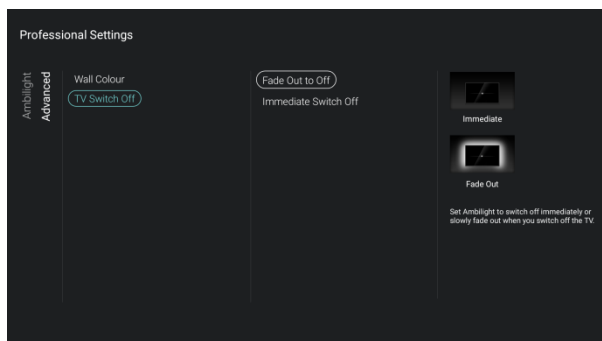 Professional Settings
Ambilight
Advanced
Wall Colour
TV Switch Off
Fade Out to Off
Immediate Switch Off
Immediate
Fade Out
Set Ambilight to switch off immediately or
slowly fade out when you switch off the TV.